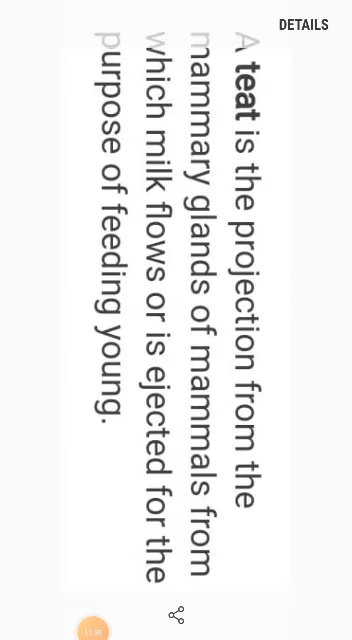 DETAILS
A teat is the projection from the
mammary glands of mammals from
which milk flows or is ejected for the
purpose of feeding young.